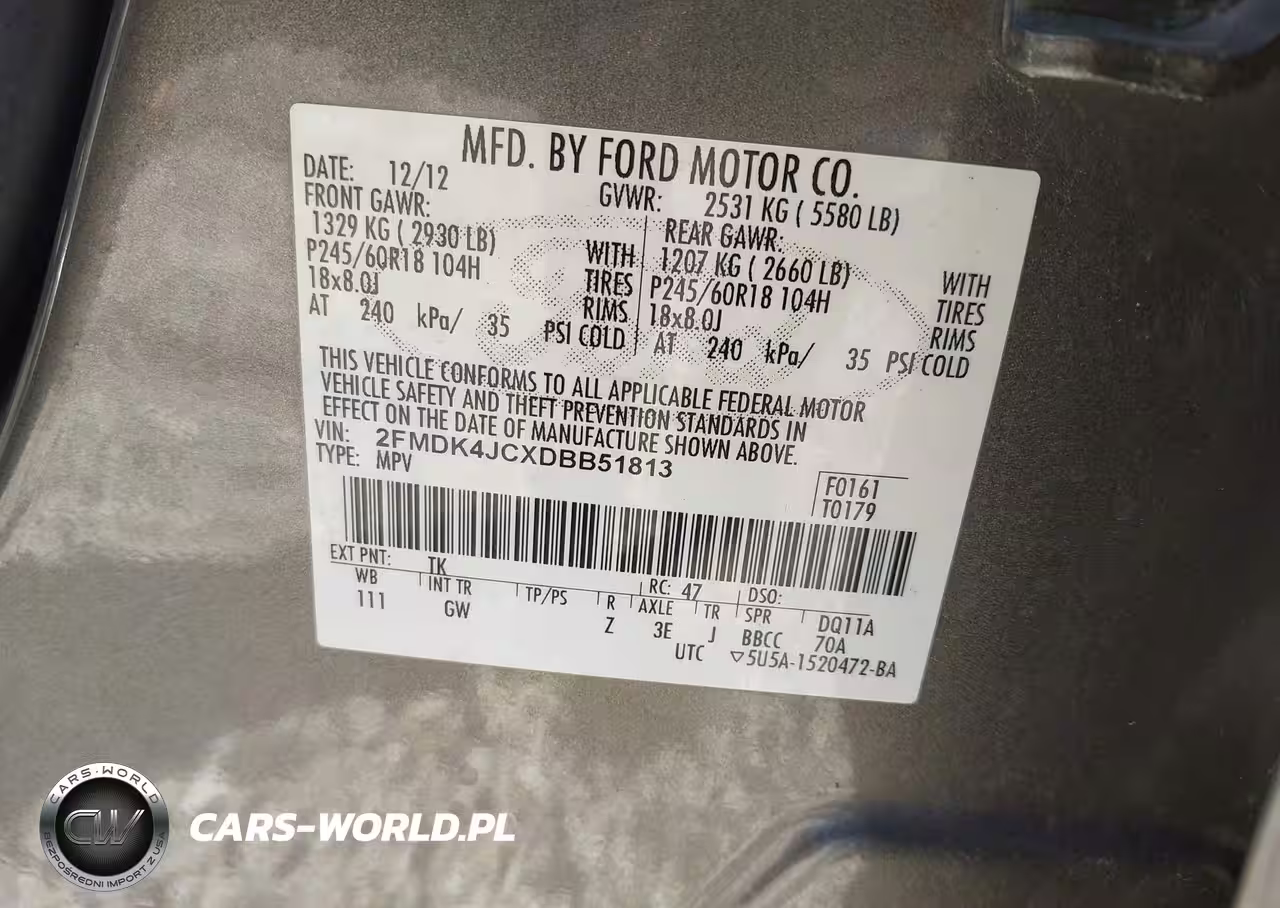 MFD. BY FORD MOTOR CO.
DATE: 12/12 GVWR: 2531 KG ( 5580 LB)
FRONT GAWR: REAR GAWR:
1329 KG ( 2930 LB) WITH 1207 KG ( 2660 LB) WITH
P245/60R18 104H TIRES P245/60R18 104H TIRES
18x8.0J RIMS 18x8.0J RIMS
AT 240 kPa/ 35 PSI COLD AT 240 kPa/ 35 PSI COLD
THIS VEHICLE CONFORMS TO ALL APPLICABLE FEDERAL MOTOR
VEHICLE SAFETY AND THEFT PREVENTION STANDARDS IN
EFFECT ON THE DATE OF MANUFACTURE SHOWN ABOVE.
VIN: 2FMDK4JCXDBB51813
TYPE: MPV
F0161
T0179
EXT PNT: TK RC: 47 DSO:
WB INT TR TP/PS R AXLE TR SPR DQ11A
111 GW Z 3E J BBCC 70A
UTC ▽5U5A-1520472-BA
CARS-WORLD
CW
BEZPOŚREDNI IMPORT Z USA
CARS-WORLD.PL